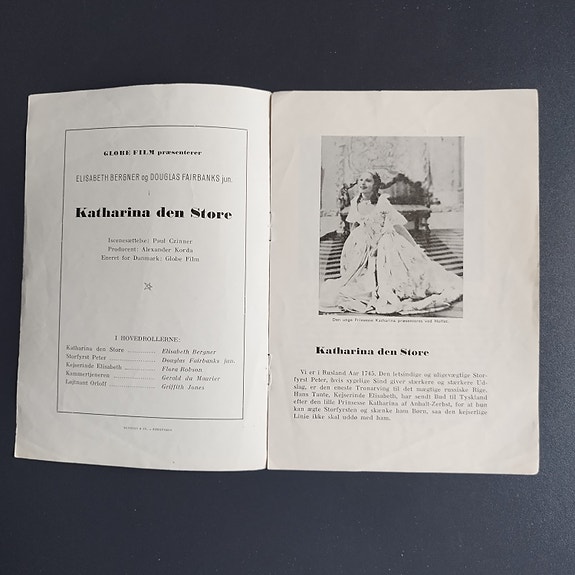 GLOBE FILM præsenterer
ELISABETH BERGNER og DOUGLAS FAIRBANKS jun.
i
Katharina den Store
Iscenesættelse: Paul Czinner
Producent: Alexander Korda
Eneret for Danmark: Globe Film
I HOVEDROLLERNE:
Katharina den Store ............ Elisabeth Bergner
Storfyrst Peter ............ Douglas Fairbanks jun.
Kejserinde Elisabeth ............ Flora Robson
Kammertjeneren ............ Gerald du Maurier
Løjtnant Orloff ............ Griffith Jones
Den unge Prinsesse Katharina præsenteres ved Hoffet.
Katharina den Store
Vi er i Rusland Aar 1745. Den letsindige og uligevægtige Stor-
fyrst Peter, hvis sygelige Sind giver stærkere og stærkere Ud-
slag, er den eneste Tronarving til det mægtige russiske Rige.
Hans Tante, Kejserinde Elisabeth, har sendt Bud til Tyskland
efter den lille Prinsesse Katharina af Anhalt-Zerbst, for at hun
kan ægte Storfyrsten og skænke ham Børn, saa den kejserlige
Linie ikke skal uddø med ham.